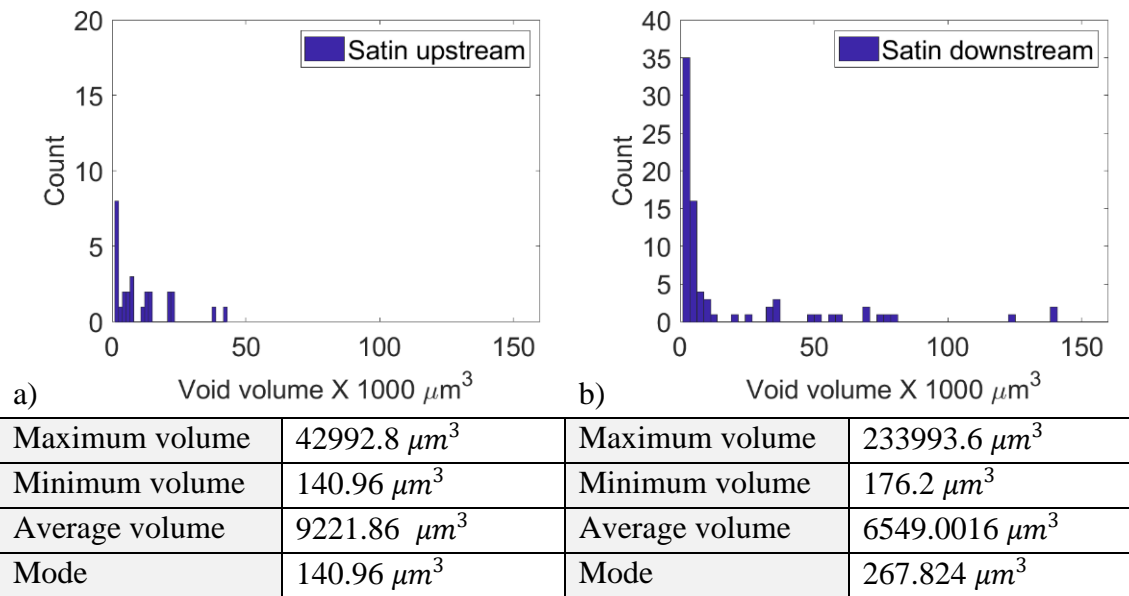 Satin upstream
20
15
10
5
0
Count
0 50 100 150
Void volume X 1000 μm³
a)
Satin downstream
40
35
30
25
20
15
10
5
0
Count
0 50 100 150
Void volume X 1000 μm³
b)
Maximum volume 42992.8 μm³ Maximum volume 233993.6 μm³
Minimum volume 140.96 μm³ Minimum volume 176.2 μm³
Average volume 9221.86 μm³ Average volume 6549.0016 μm³
Mode 140.96 μm³ Mode 267.824 μm³